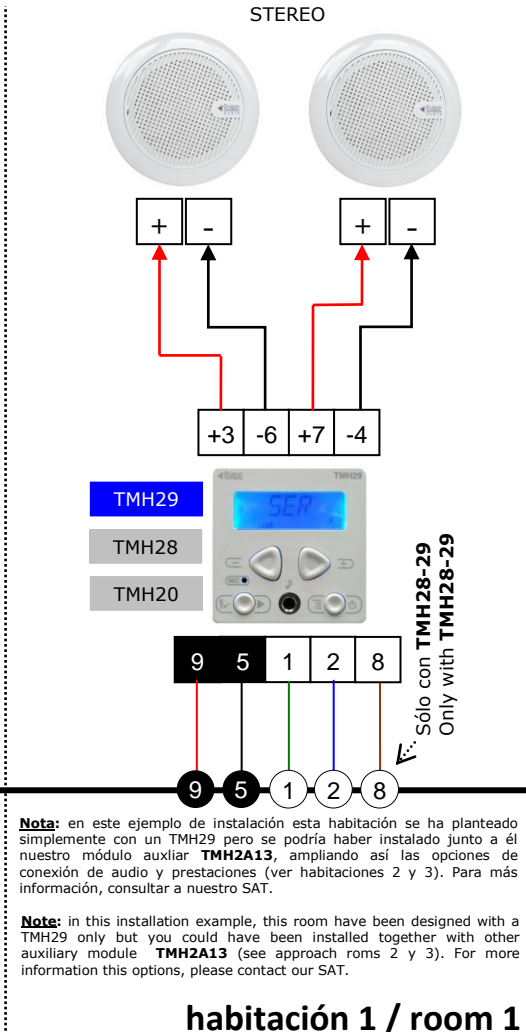 STEREO
+ - + -
+3 -6 +7 -4
TMH29
SER
TMH29
TMH28
TMH20
Sólo con TMH28-29
Only with TMH28-29
9 5 1 2 8
9 5 1 2 8
Nota: en este ejemplo de instalación esta habitación se ha planteado
simplemente con un TMH29 pero se podría haber instalado junto a él
nuestro módulo auxliar TMH2A13, ampliando así las opciones de
conexión de audio y prestaciones (ver habitaciones 2 y 3). Para más
información, consultar a nuestro SAT.
Note: in this installation example, this room have been designed with a
TMH29 only but you could have been installed together with other
auxiliary module TMH2A13 (see approach roms 2 y 3). For more
information this options, please contact our SAT.
habitación 1 / room 1